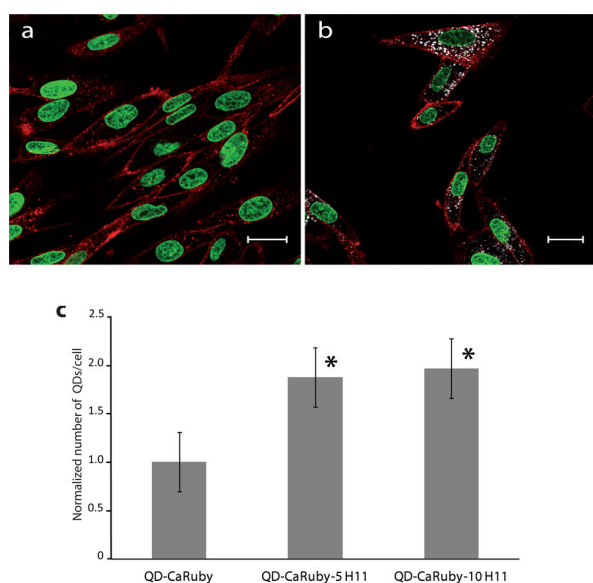 a
b
c
Normalized number of QDs/cell
2.5
2.0
1.5
1.0
0.5
0
*
*
QD-CaRuby
QD-CaRuby-5 H11
QD-CaRuby-10 H11